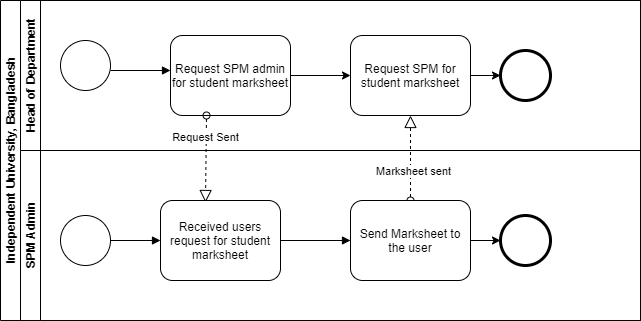 Independent University, Bangladesh
Head of Department
Request SPM admin
for student marksheet
Request SPM for
student marksheet
Request Sent
Marksheet sent
SPM Admin
Received users
request for student
marksheet
Send Marksheet to
the user